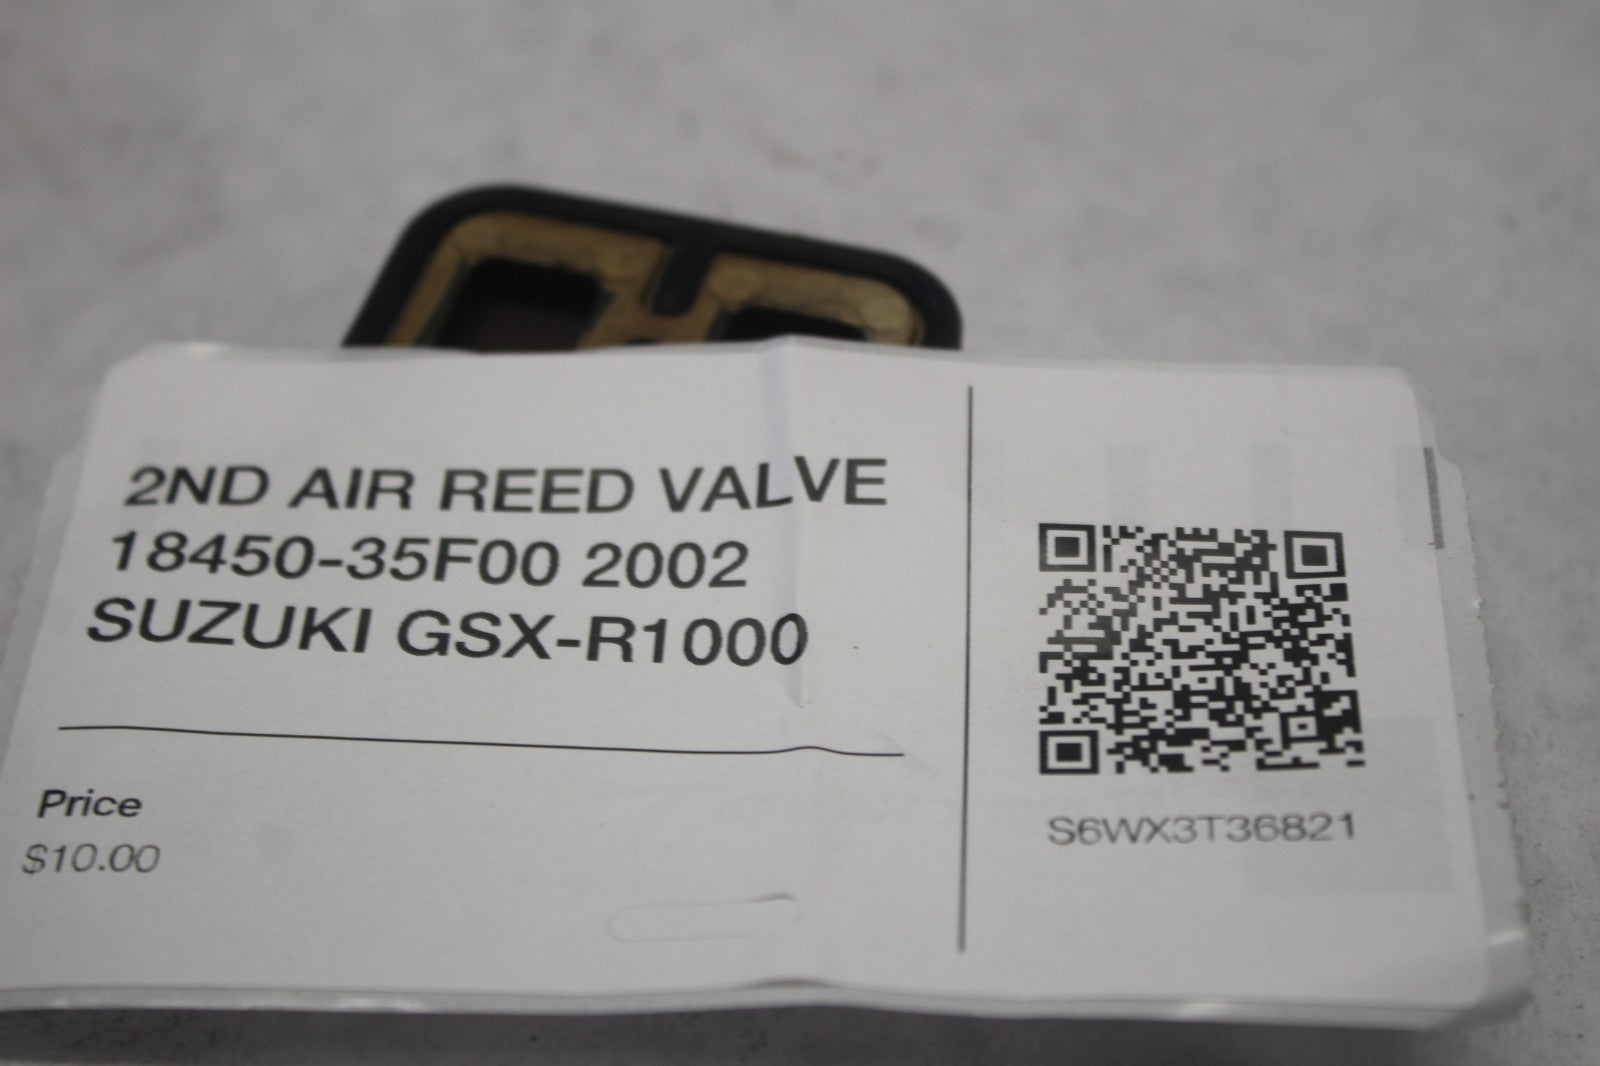 2ND AIR REED VALVE
18450-35F00 2002
SUZUKI GSX-R1000
Price
$10.00
S6WX3T36821